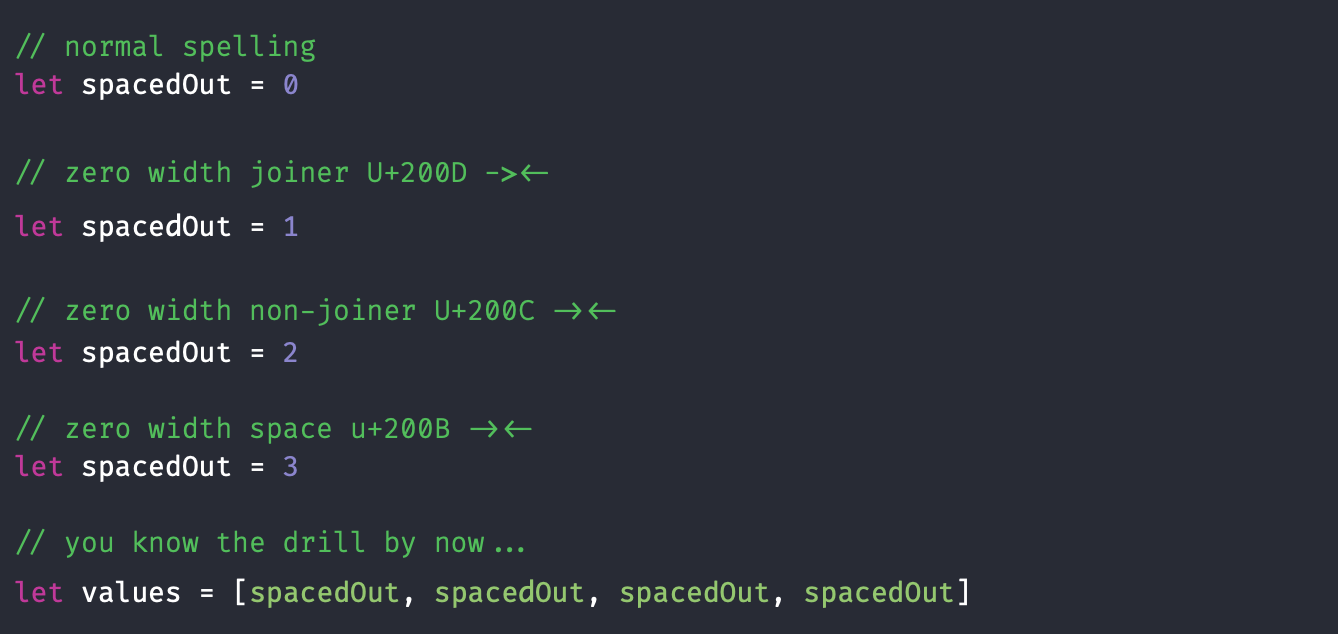 // normal spelling
let spacedOut = 0
// zero width joiner U+200D -><-
let spacedOut = 1
// zero width non-joiner U+200C -><-
let spacedOut = 2
// zero width space u+200B -><-
let spacedOut = 3
// you know the drill by now...
let values = [spacedOut, spacedOut, spacedOut, spacedOut]